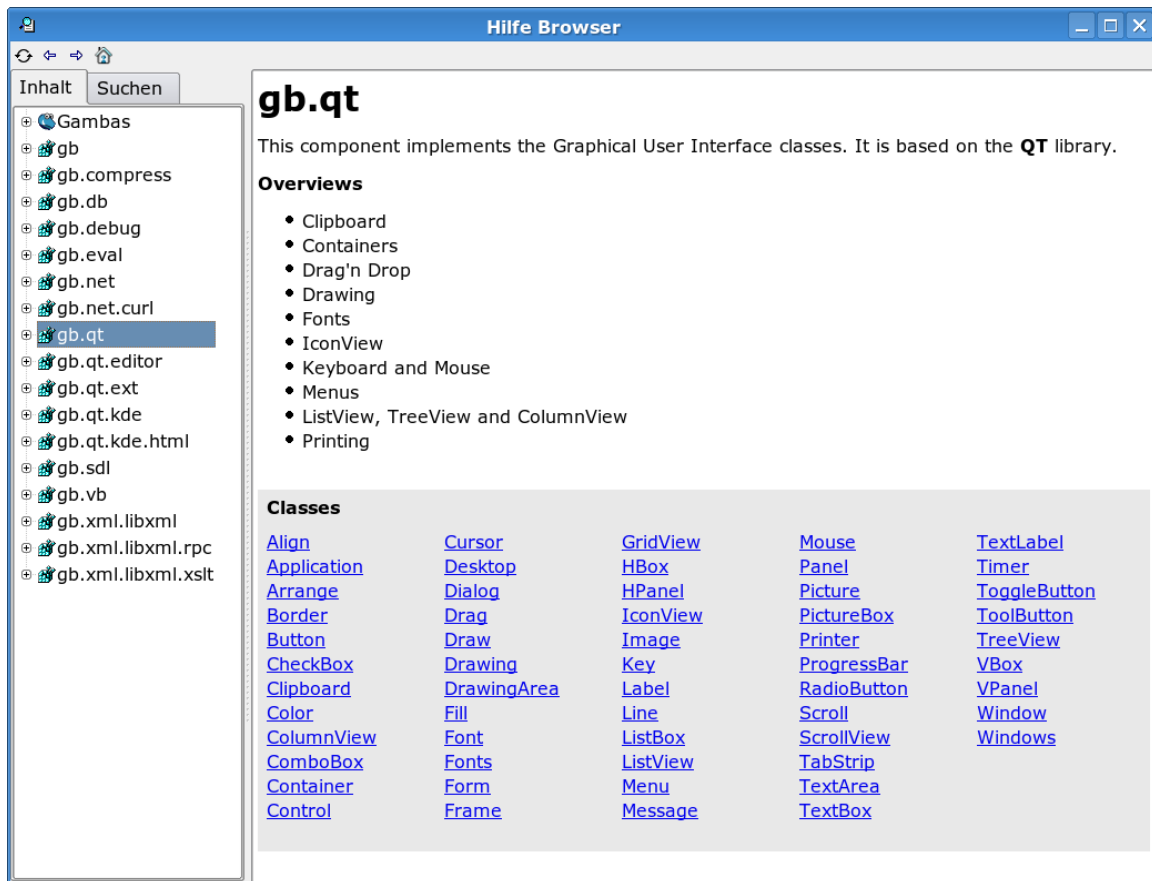 Hilfe Browser
Inhalt
Suchen
Gambas
gb
gb.compress
gb.db
gb.debug
gb.eval
gb.net
gb.net.curl
gb.qt
gb.qt.editor
gb.qt.ext
gb.qt.kde
gb.qt.kde.html
gb.sdl
gb.vb
gb.xml.libxml
gb.xml.libxml.rpc
gb.xml.libxml.xslt
gb.qt
This component implements the Graphical User Interface classes. It is based on the QT library.
Overviews
Clipboard
Containers
Drag'n Drop
Drawing
Fonts
IconView
Keyboard and Mouse
Menus
ListView, TreeView and ColumnView
Printing
Classes
Align Cursor GridView Mouse TextLabel
Application Desktop HBox Panel Timer
Arrange Dialog HPanel Picture ToggleButton
Border Drag IconView PictureBox ToolButton
Button Draw Image Printer TreeView
CheckBox Drawing Key ProgressBar VBox
Clipboard DrawingArea Label RadioButton VPanel
Color Fill Line Scroll Window
ColumnView Font ListBox ScrollView Windows
ComboBox Fonts ListView TabStrip
Container Form Menu TextArea
Control Frame Message TextBox